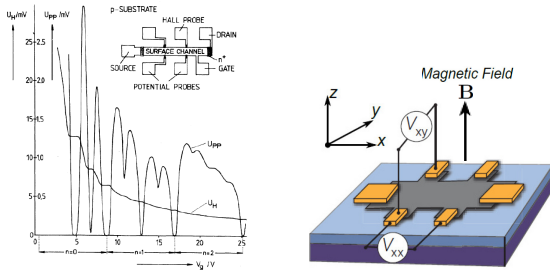 U_H/mV
U_PP/mV
p-SUBSTRATE
HALL PROBE
DRAIN
SURFACE CHANNEL
n+
SOURCE
GATE
POTENTIAL PROBES
25
2.5
20
2.0
15
1.5
10
1.0
5
0.5
0
0
U_PP
U_H
0
5
10
15
20
25
n=0
n=1
n=2
V_g / V
Magnetic Field
B
z
y
x
V_xy
V_xx